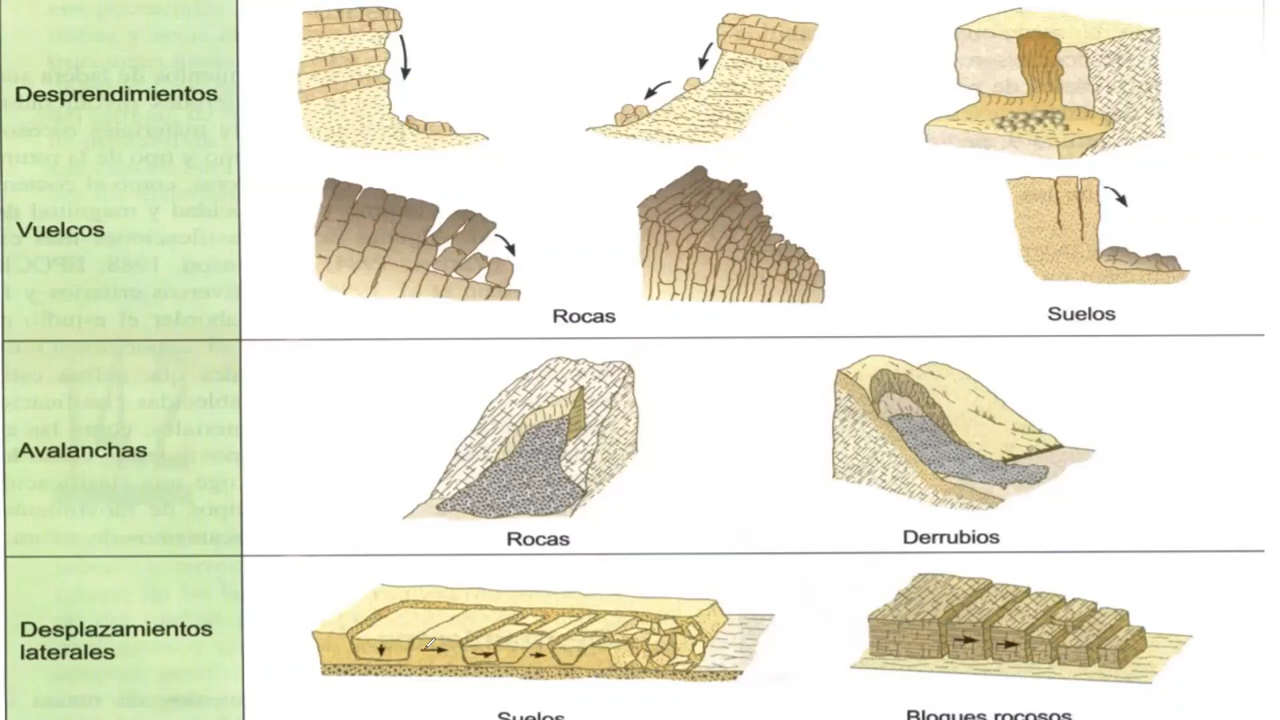 Desprendimientos
Vuelcos
Rocas
Suelos
Avalanchas
Rocas
Derrubios
Desplazamientos
laterales
Suelos
Bloques rocosos